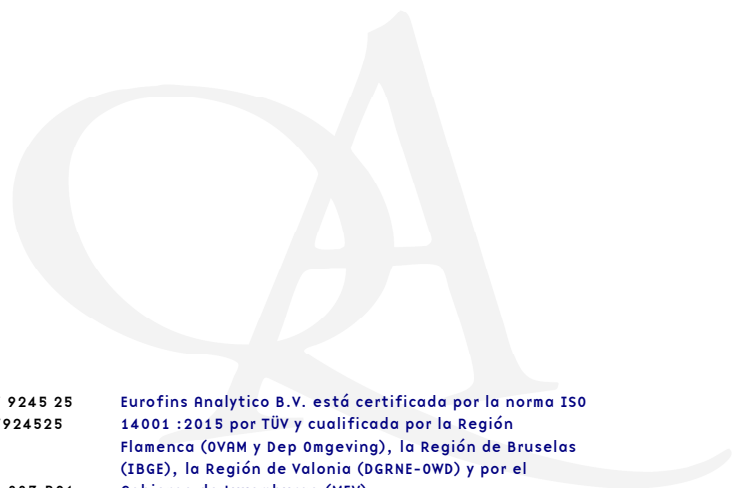 9245 25
924525
Eurofins Analytico B.V. está certificada por la norma ISO
14001 :2015 por TÜV y cualificada por la Región
Flamenca (OVAM y Dep Omgeving), la Región de Bruselas
(IBGE), la Región de Valonia (DGRNE-OWD) y por el